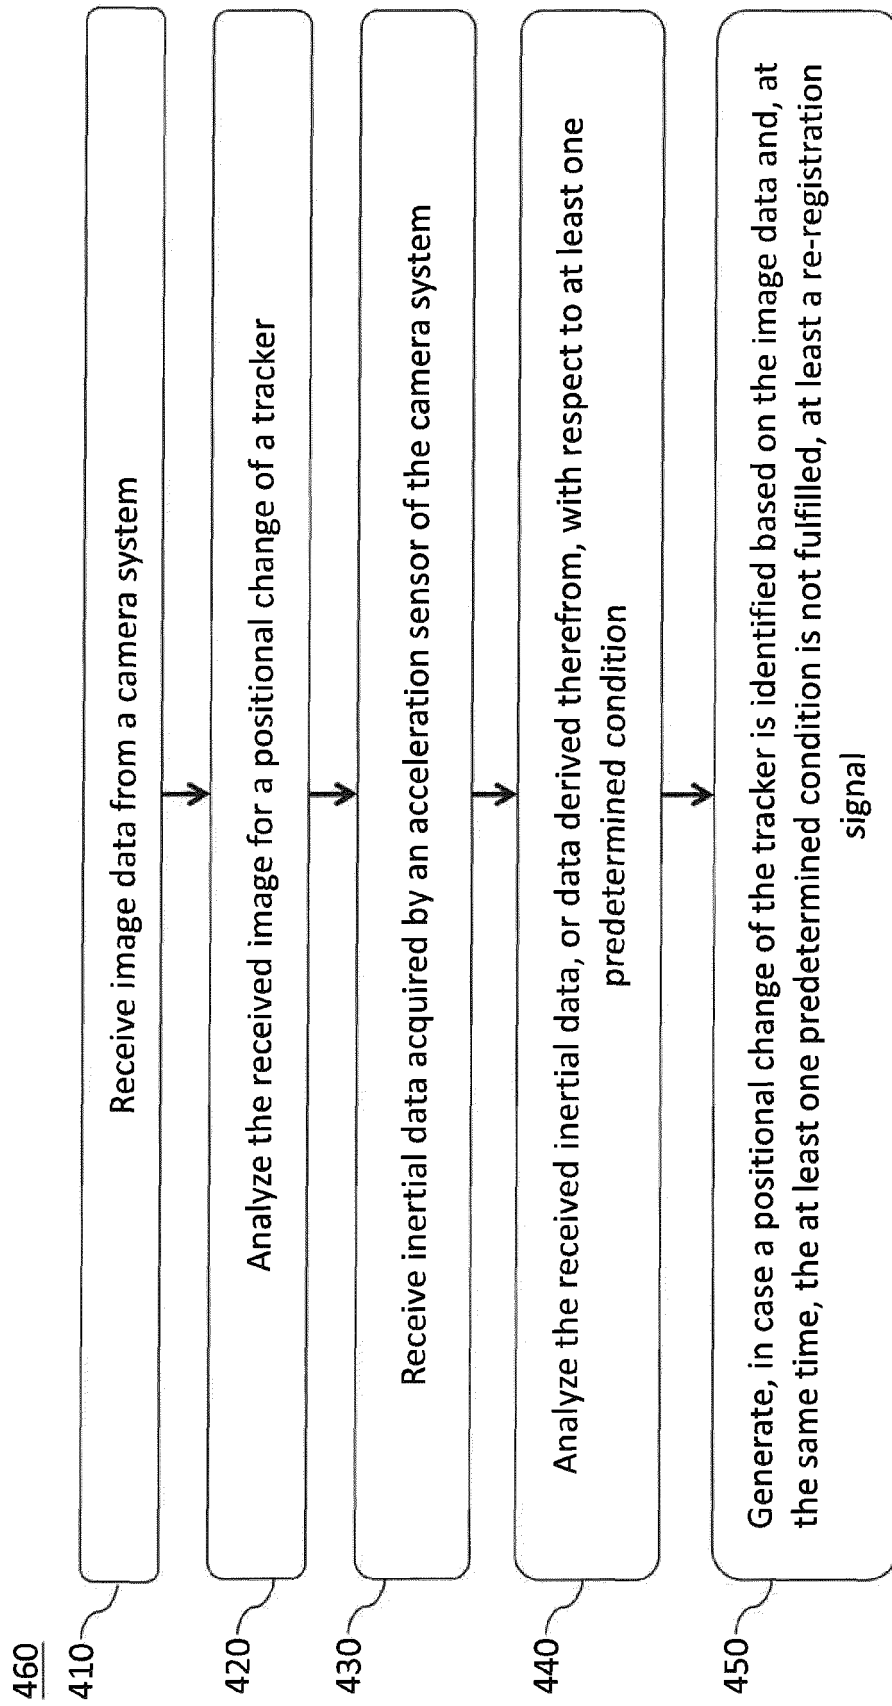 460
410
Receive image data from a camera system
420
Analyze the received image for a positional change of a tracker
430
Receive inertial data acquired by an acceleration sensor of the camera system
440
Analyze the received inertial data, or data derived therefrom, with respect to at least one
predetermined condition
450
Generate, in case a positional change of the tracker is identified based on the image data and, at
the same time, the at least one predetermined condition is not fulfilled, at least a re-registration
signal